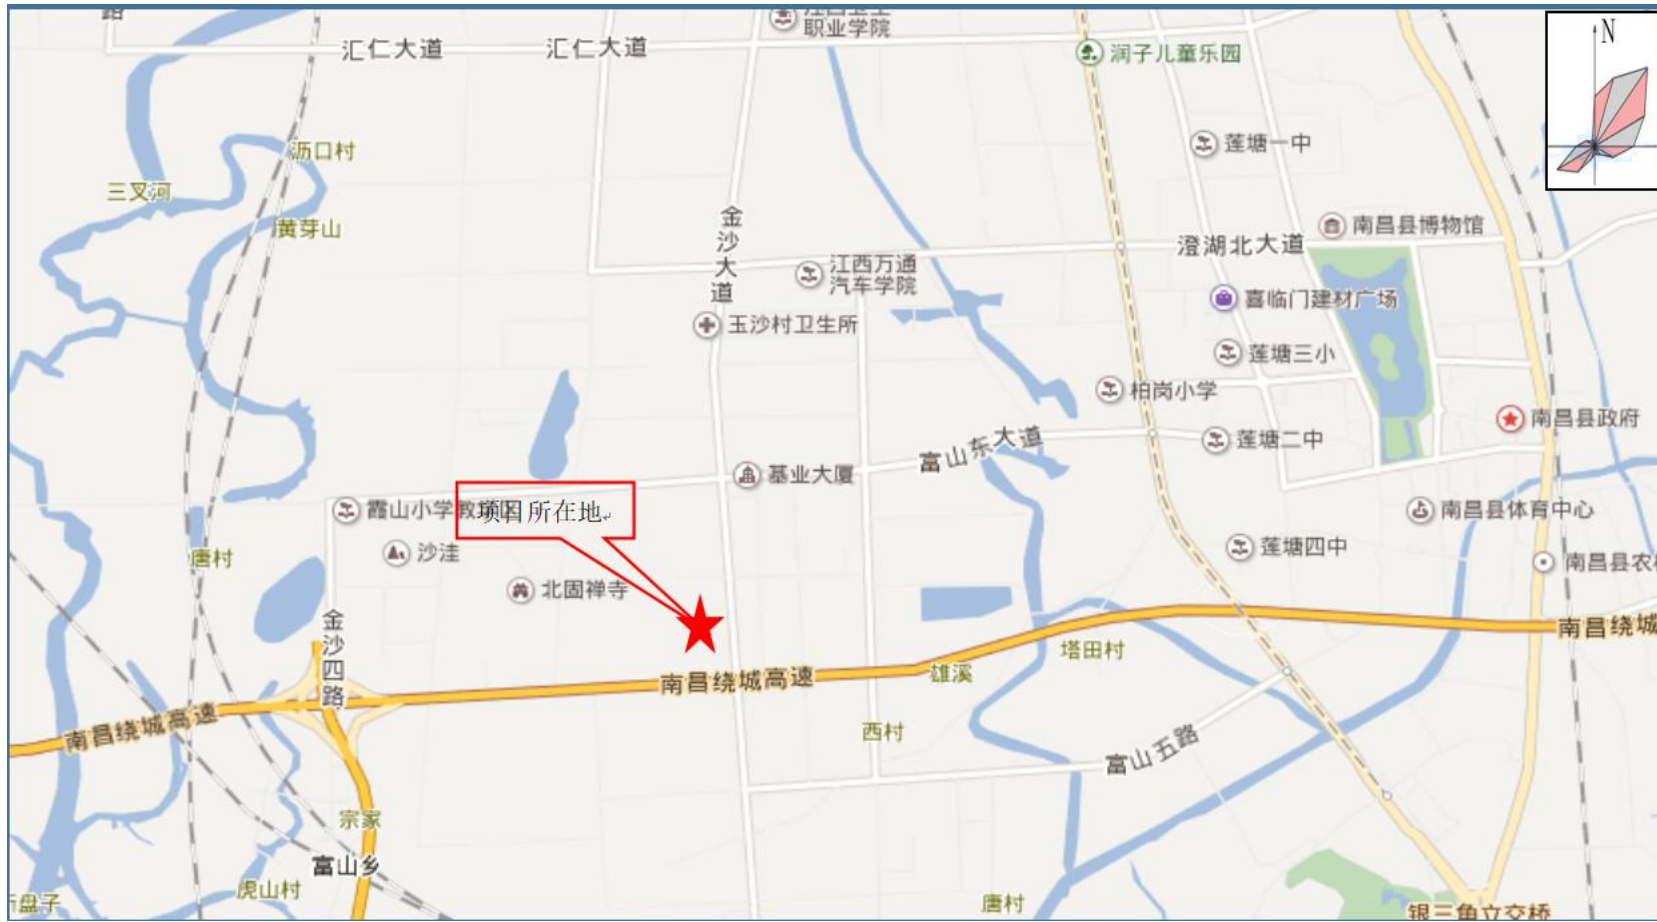 路
汇仁大道
汇仁大道
职业学院
润子儿童乐园
N
沥口村
三叉河
黄芽山
莲塘一中
金沙大道
南昌县博物馆
澄湖北大道
江西万通
汽车学院
喜临门建材广场
玉沙村卫生所
莲塘三小
柏岗小学
南昌县政府
莲塘二中
富山东大道
基业大厦
霞山小学教
项目所在地
南昌县体育中心
沙洼
唐村
莲塘四中
南昌县农
北固禅寺
金沙四路
南昌绕城
塔田村
雄溪
南昌绕城高速
南昌绕城高速
西村
富山五路
宗家
富山乡
虎山村
盘子
唐村
银三角立交桥